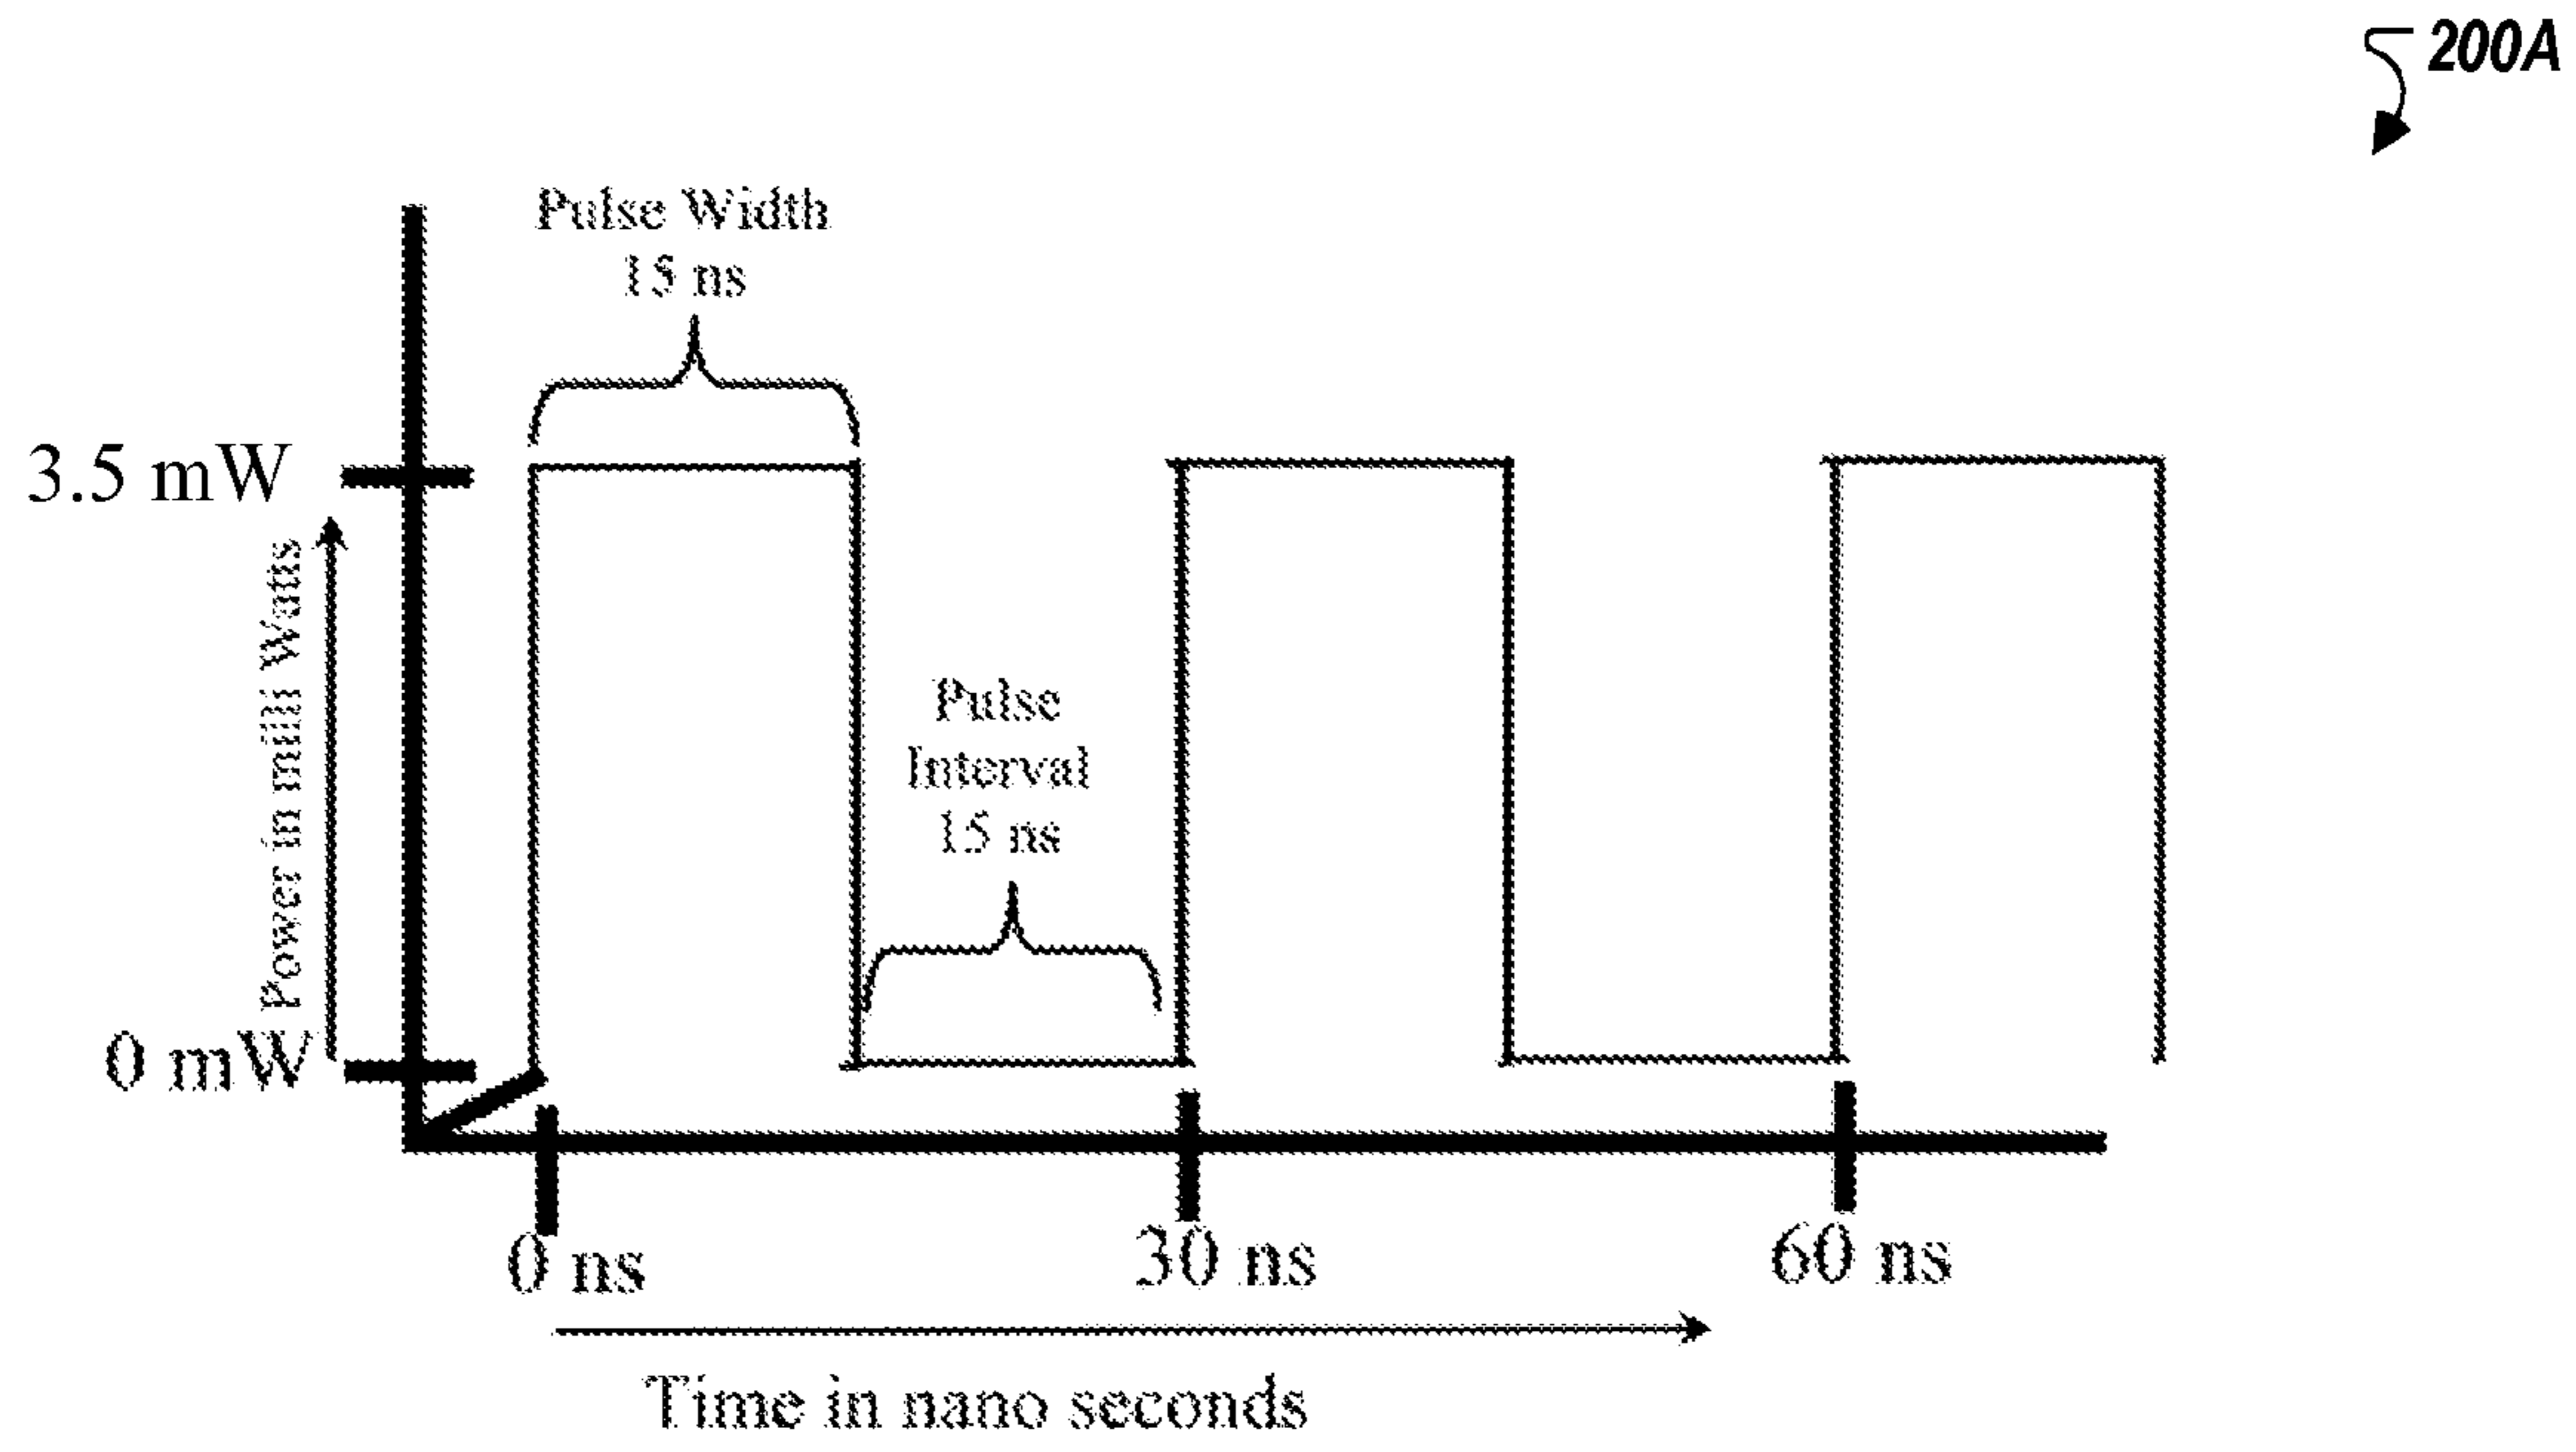 200A
Pulse Width
15 ns
3.5 mW
Power in milli Watts
Pulse
Interval
15 ns
0 mW
0 ns
30 ns
60 ns
Time in nano seconds